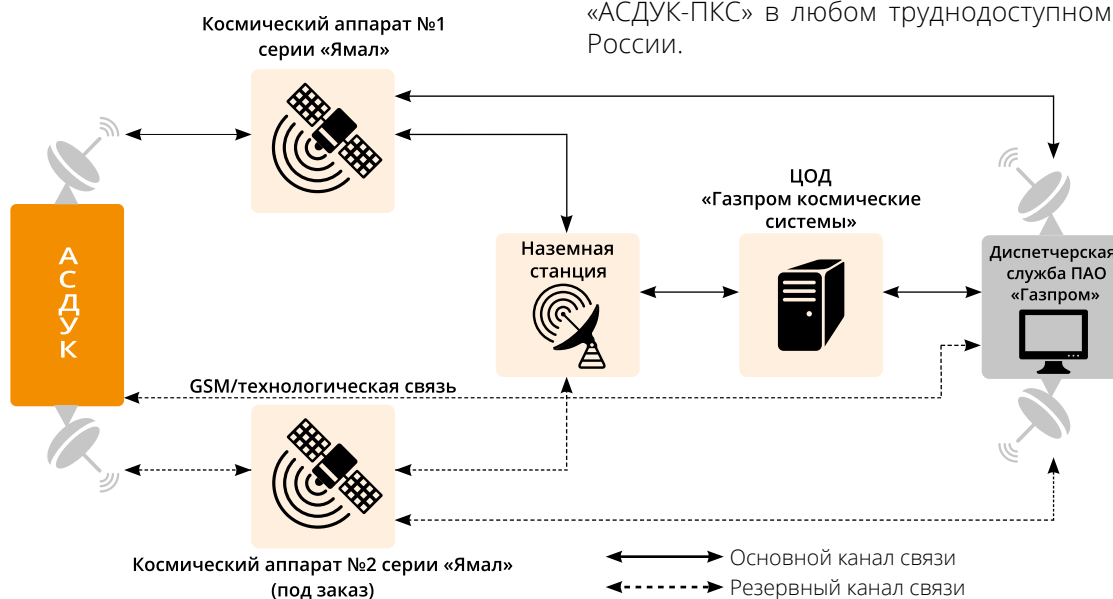 «АСДУК-ПКС» в любом труднодоступном
России.
Космический аппарат №1
серии «Ямал»
ЦОД
«Газпром космические
системы»
Наземная
станция
Диспетчерская
служба ПАО
«Газпром»
А
С
Д
У
К
GSM/технологическая связь
Космический аппарат №2 серии «Ямал»
(под заказ)
Основной канал связи
Резервный канал связи